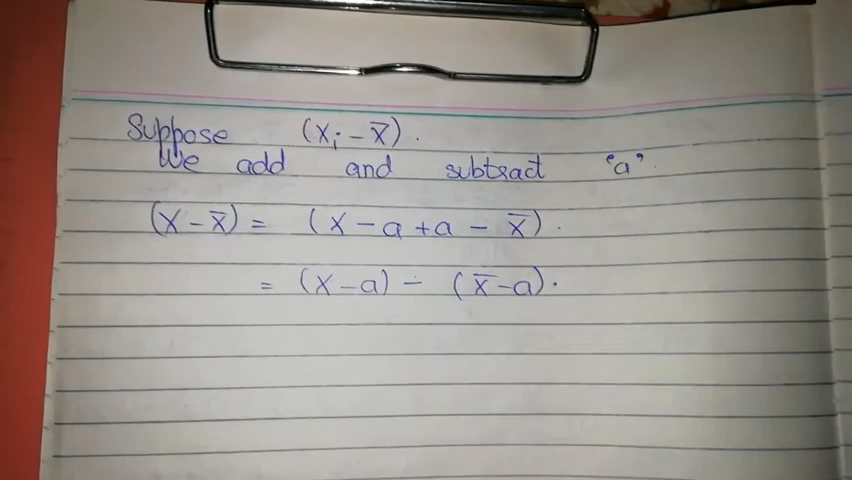 Suppose (Xᵢ - x̄).
We add and subtract 'a'.
(X - x̄) = (X - a + a - x̄).
= (X - a) - (x̄ - a).